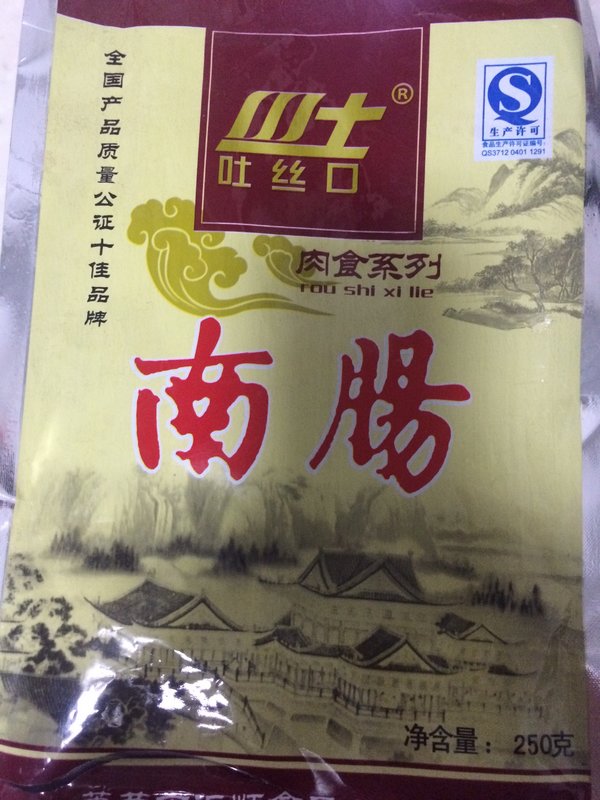 全国产品质量公证十佳品牌
®
吐丝口
生产许可
食品生产许可证编号:
QS3712 0401 1291
肉食系列
rou shi xi lie
南肠
净含量：250克